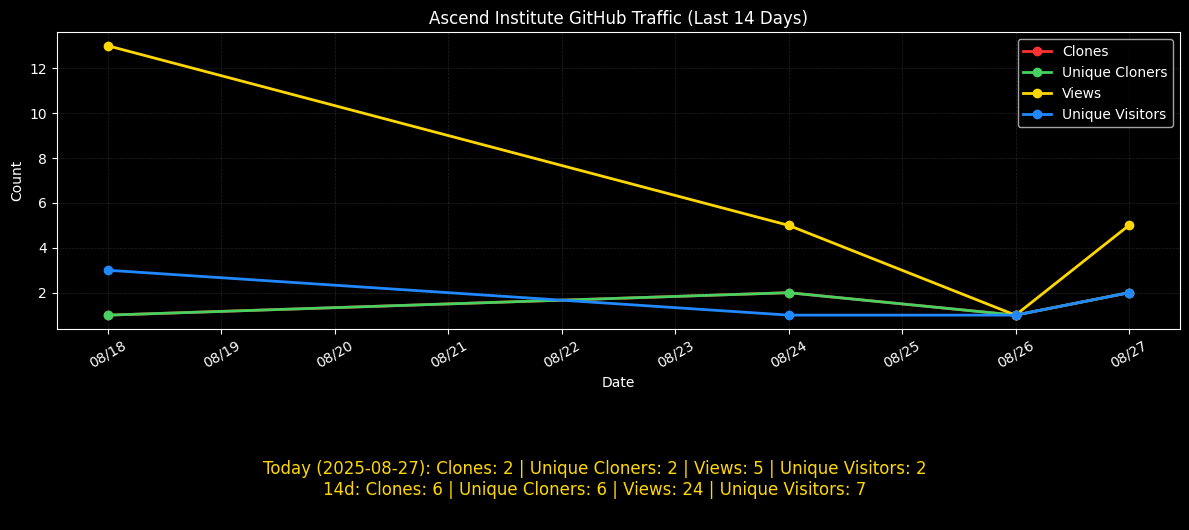 Ascend Institute GitHub Traffic (Last 14 Days)
Clones
Unique Cloners
Views
Unique Visitors
Count
12
10
8
6
4
2
08/18
08/19
08/20
08/21
08/22
08/23
08/24
08/25
08/26
08/27
Date
Today (2025-08-27): Clones: 2 | Unique Cloners: 2 | Views: 5 | Unique Visitors: 2
14d: Clones: 6 | Unique Cloners: 6 | Views: 24 | Unique Visitors: 7